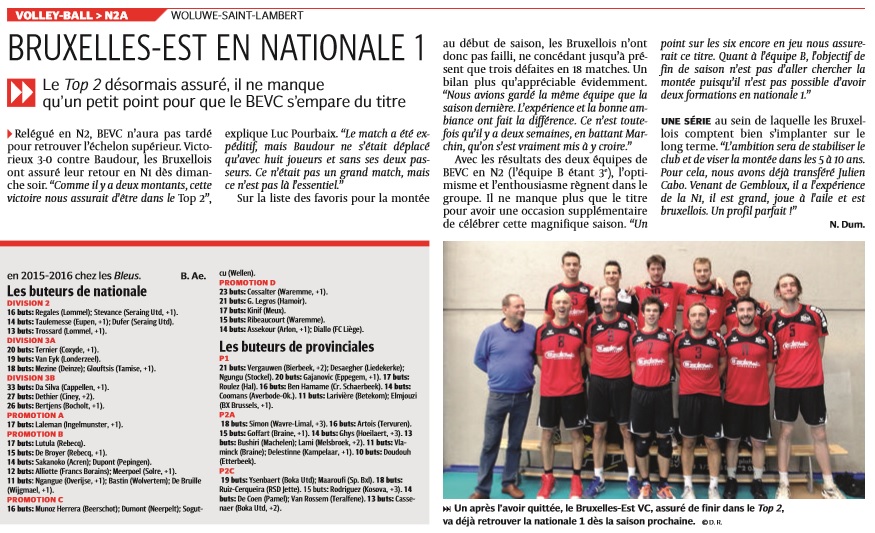 VOLLEY-BALL > N2A WOLUWE-SAINT-LAMBERT
BRUXELLES-EST EN NATIONALE 1
Le Top 2 désormais assuré, il ne manque
qu’un petit point pour que le BEVC s’empare du titre
Relégué en N2, BEVC n’aura pas tardé
pour retrouver l’échelon supérieur. Victo-
rieux 3-0 contre Baudour, les Bruxellois
ont assuré leur retour en N1 dès diman-
che soir. “Comme il y a deux montants, cette
victoire nous assurait d’être dans le Top 2”,
explique Luc Pourbaix. “Le match a été ex-
péditif, mais Baudour ne s’était déplacé
qu’avec huit joueurs et sans ses deux pas-
seurs. Ce n’était pas un grand match, mais
ce n’est pas là l’essentiel.”
Sur la liste des favoris pour la montée
au début de saison, les Bruxellois n’ont
donc pas failli, ne concédant jusqu’à pré-
sent que trois défaites en 18 matches. Un
bilan plus qu’appréciable évidemment.
“Nous avions gardé la même équipe que la
saison dernière. L’expérience et la bonne am-
biance ont fait la différence. Ce n’est toute-
fois qu’il y a deux semaines, en battant Mar-
chin, qu’on s’est vraiment mis à y croire.”
Avec les résultats des deux équipes de
BEVC en N2 (l’équipe B étant 3e), l’opti-
misme et l’enthousiasme règnent dans le
groupe. Il ne manque plus que le titre
pour avoir une occasion supplémentaire
de célébrer cette magnifique saison. “Un
point sur les six encore en jeu nous assure-
rait ce titre. Quant à l’équipe B, l’objectif de
fin de saison n’est pas d’aller chercher la
montée puisqu’il n’est pas possible d’avoir
deux formations en nationale 1.”
UNE SÉRIE au sein de laquelle les Bruxel-
lois comptent bien s’implanter sur le
long terme. “L’ambition sera de stabiliser le
club et de viser la montée dans les 5 à 10 ans.
Pour cela, nous avons déjà transféré Julien
Cabo. Venant de Gembloux, il a l’expérience
de la N1, il est grand, joue à l’aile et est
bruxellois. Un profil parfait !”
N. Dum.
en 2015-2016 chez les Bleus. B. Ae.
Les buteurs de nationale
DIVISION 2
16 buts: Regales (Lommel); Stevance (Seraing Utd, +1).
14 buts: Taulemesse (Eupen, +1); Dufer (Seraing Utd).
13 buts: Trossard (Lommel, +1).
DIVISION 3A
20 buts: Ternier (Coxyde, +1).
19 buts: Van Eyk (Londerzeel).
18 buts: Mezine (Deinze); Glouftsis (Tamise, +1).
DIVISION 3B
33 buts: Da Silva (Cappellen, +1).
27 buts: Dethier (Ciney, +2).
26 buts: Bertjens (Bocholt, +1).
PROMOTION A
17 buts: Laleman (Ingelmunster, +1).
PROMOTION B
17 buts: Lutula (Rebecq).
15 buts: De Broyer (Rebecq, +1).
14 buts: Sakanoko (Acren); Dupont (Pepingen).
12 buts: Alliotte (Francs Borains); Meerpoel (Solre, +1).
11 buts: Ngangue (Overijse, +1); Bastin (Wolvertem); De Bruille
(Wijgmael, +1).
PROMOTION C
16 buts: Munoz Herrera (Beerschot); Dumont (Neerpelt); Sogut-
cu (Wellen).
PROMOTION D
23 buts: Cossalter (Waremme, +1).
21 buts: G. Legros (Hamoir).
17 buts: Kinif (Meux).
15 buts: Ribeaucourt (Waremme).
14 buts: Assekour (Arlon, +1); Diallo (FC Liège).
Les buteurs de provinciales
P1
21 buts: Vergauwen (Bierbeek, +2); Desaegher (Liedekerke);
Ngungu (Stockel). 20 buts: Gajanovic (Eppegem, +1). 17 buts:
Rouler (Hal). 16 buts: Ben Hamame (Cr. Schaerbeek). 14 buts:
Coomans (Averbode-Ok.). 11 buts: Larivière (Betekom); Elmjouzi
(BX Brussels, +1).
P2A
18 buts: Simon (Wavre-Limal, +3). 16 buts: Artois (Tervuren).
15 buts: Goffart (Braine, +1). 14 buts: Ghys (Hoeilaert, +3). 13
buts: Bushiri (Machelen); Lami (Melsbroek, +2). 11 buts: Vla-
minck (Braine); Delestinne (Kampelaar, +1). 10 buts: Doudouh
(Etterbeek).
P2C
19 buts: Ysenbaert (Boka Utd); Maaroufi (Sp. Bxl). 18 buts:
Ruiz-Cerqueira (RSD Jette). 15 buts: Rodriguez (Kosova, +3). 14
buts: De Coen (Pamel); Van Rossem (Teralfene). 13 buts: Casse-
naer (Boka Utd, +2).
Un après l’avoir quittée, le Bruxelles-Est VC, assuré de finir dans le Top 2,
va déjà retrouver la nationale 1 dès la saison prochaine. © D. R.